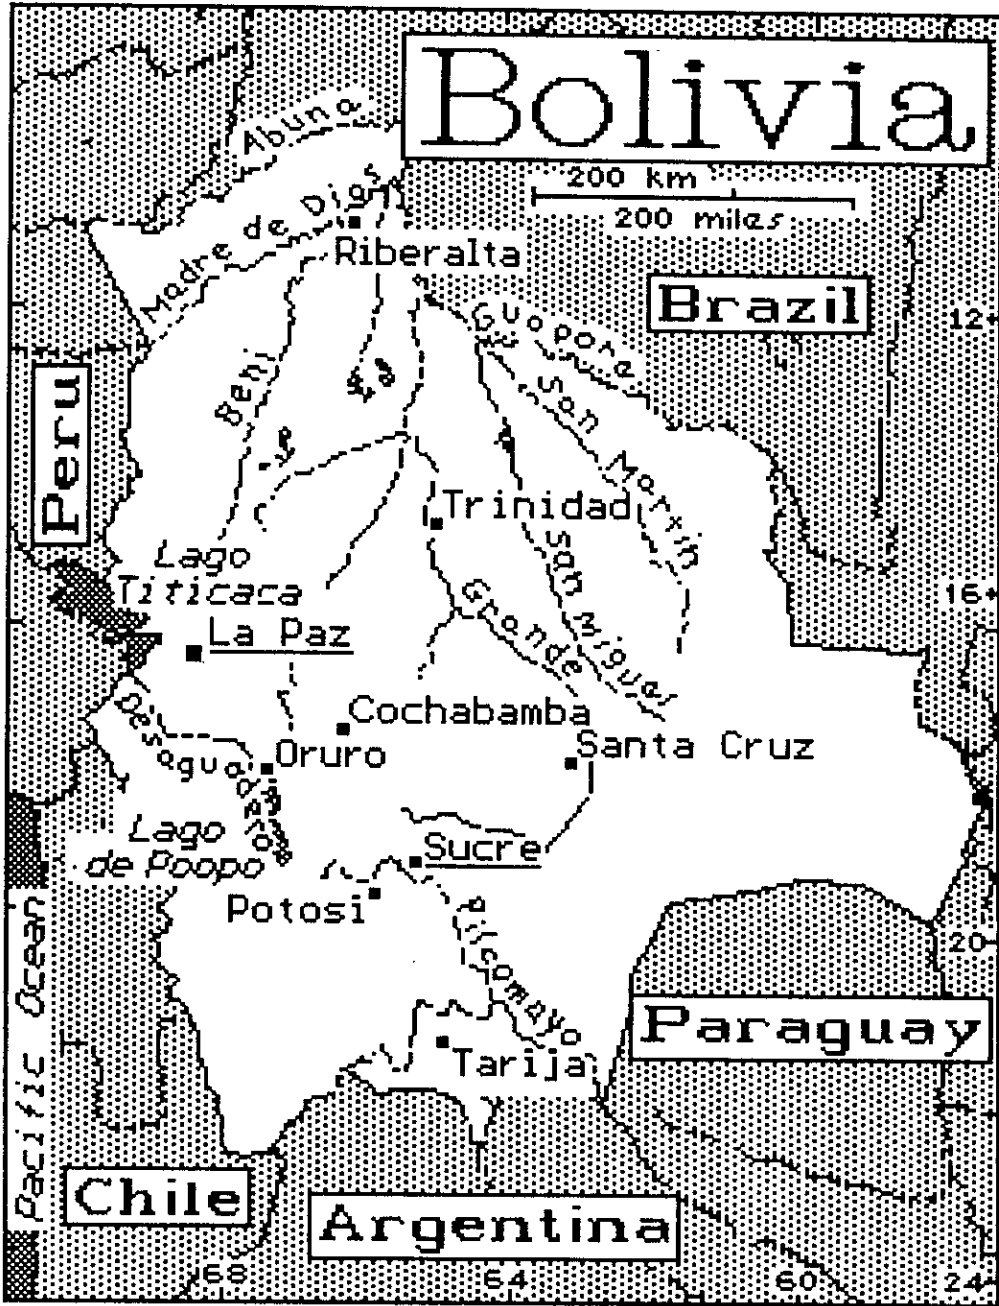 Bolivia
Abuna
200 km
200 miles
Madre de Dios
Riberalta
Brazil
12
Guapore
Beni
San Marxin
Peru
Trinidad
Lago
Titicaca
San Miguel
16
Grande
La Paz
Cochabamba
Desaguadero
Oruro
Santa Cruz
Lago
de Poopo
Sucre
Potosi
Pilcomayo
20
Pacific Ocean
Paraguay
Tarija
Chile
Argentina
68
64
60
24